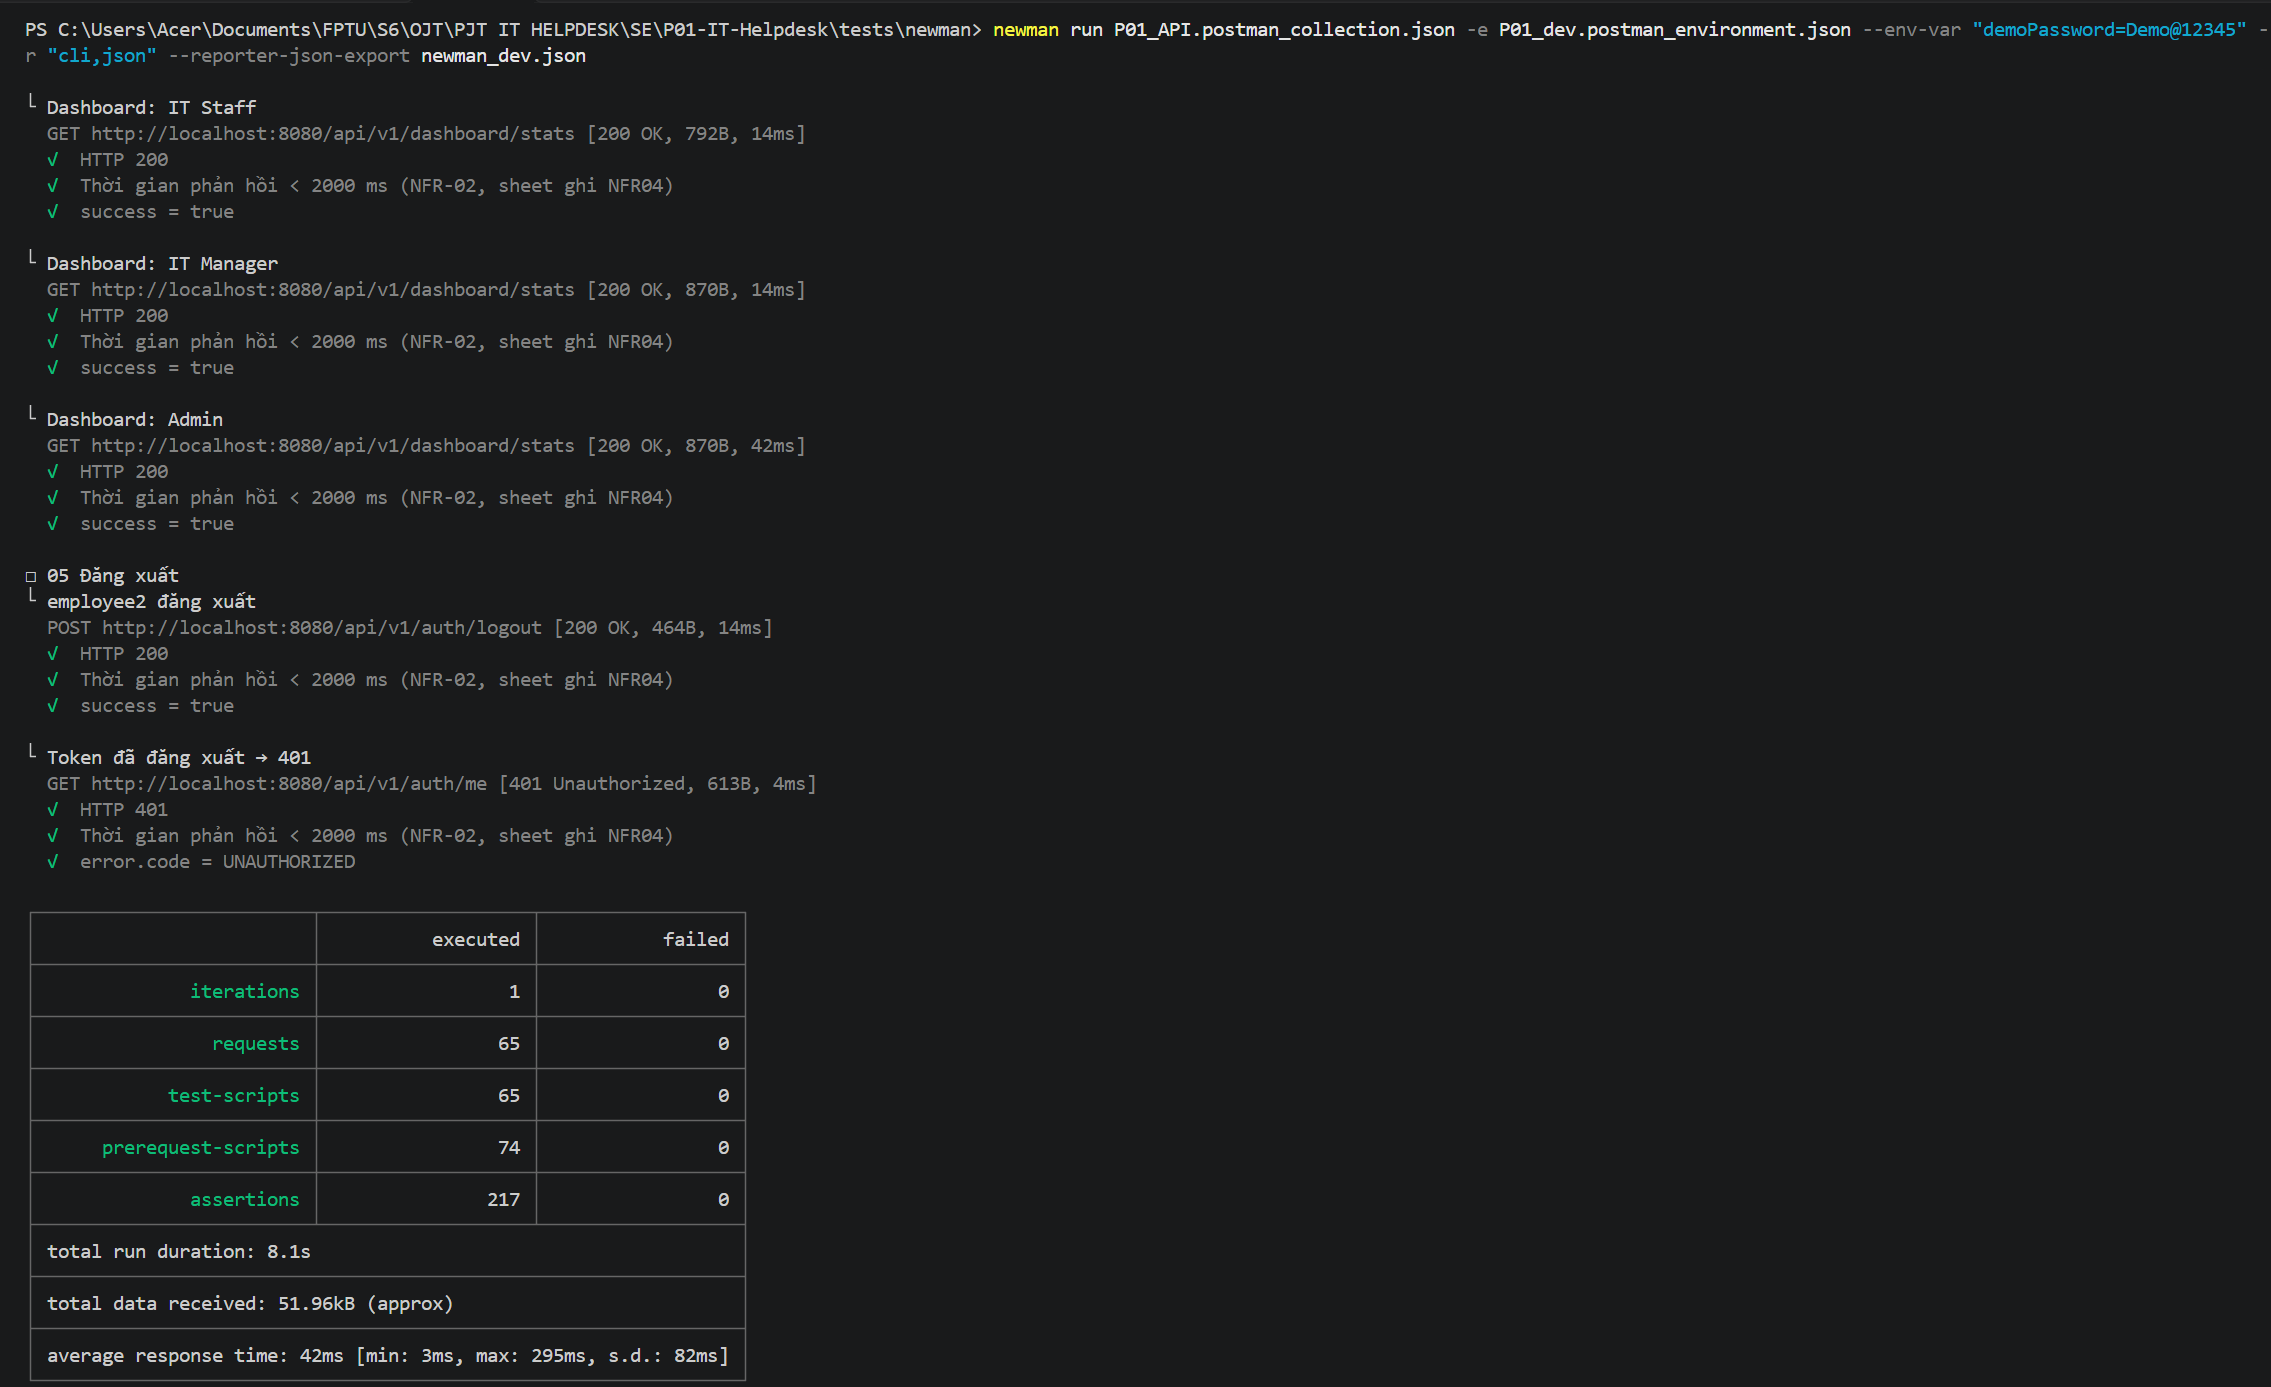 PS C:\Users\Acer\Documents\FPTU\S6\OJT\PJT IT HELPDESK\SE\P01-IT-Helpdesk\tests\newman> newman run P01_API.postman_collection.json -e P01_dev.postman_environment.json --env-var "demoPassword=Demo@12345" -
r "cli,json" --reporter-json-export newman_dev.json
└ Dashboard: IT Staff
GET http://localhost:8080/api/v1/dashboard/stats [200 OK, 792B, 14ms]
√ HTTP 200
√ Thời gian phản hồi < 2000 ms (NFR-02, sheet ghi NFR04)
√ success = true
└ Dashboard: IT Manager
GET http://localhost:8080/api/v1/dashboard/stats [200 OK, 870B, 14ms]
√ HTTP 200
√ Thời gian phản hồi < 2000 ms (NFR-02, sheet ghi NFR04)
√ success = true
└ Dashboard: Admin
GET http://localhost:8080/api/v1/dashboard/stats [200 OK, 870B, 42ms]
√ HTTP 200
√ Thời gian phản hồi < 2000 ms (NFR-02, sheet ghi NFR04)
√ success = true
□ 05 Đăng xuất
└ employee2 đăng xuất
POST http://localhost:8080/api/v1/auth/logout [200 OK, 464B, 14ms]
√ HTTP 200
√ Thời gian phản hồi < 2000 ms (NFR-02, sheet ghi NFR04)
√ success = true
└ Token đã đăng xuất → 401
GET http://localhost:8080/api/v1/auth/me [401 Unauthorized, 613B, 4ms]
√ HTTP 401
√ Thời gian phản hồi < 2000 ms (NFR-02, sheet ghi NFR04)
√ error.code = UNAUTHORIZED
executed failed
iterations 1 0
requests 65 0
test-scripts 65 0
prerequest-scripts 74 0
assertions 217 0
total run duration: 8.1s
total data received: 51.96kB (approx)
average response time: 42ms [min: 3ms, max: 295ms, s.d.: 82ms]